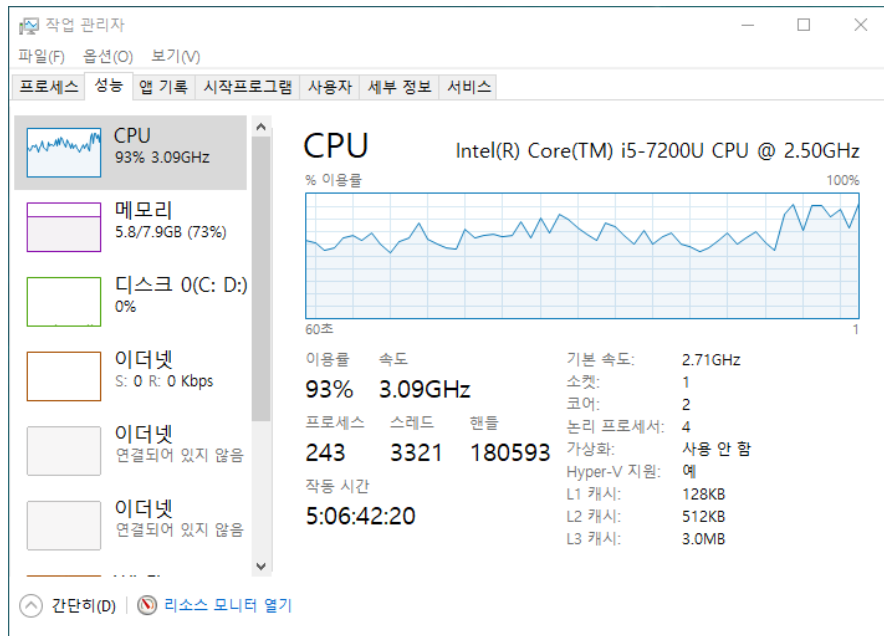 작업 관리자
파일(F) 옵션(O) 보기(V)
프로세스 성능 앱 기록 시작프로그램 사용자 세부 정보 서비스
CPU
93% 3.09GHz
메모리
5.8/7.9GB (73%)
디스크 0(C: D:)
0%
이더넷
S: 0 R: 0 Kbps
이더넷
연결되어 있지 않음
이더넷
연결되어 있지 않음
CPU Intel(R) Core(TM) i5-7200U CPU @ 2.50GHz
% 이용률 100%
60초 1
이용률 속도
93% 3.09GHz
프로세스 스레드 핸들
243 3321 180593
작동 시간
5:06:42:20
기본 속도: 2.71GHz
소켓: 1
코어: 2
논리 프로세서: 4
가상화: 사용 안 함
Hyper-V 지원: 예
L1 캐시: 128KB
L2 캐시: 512KB
L3 캐시: 3.0MB
간단히(D) 리소스 모니터 열기